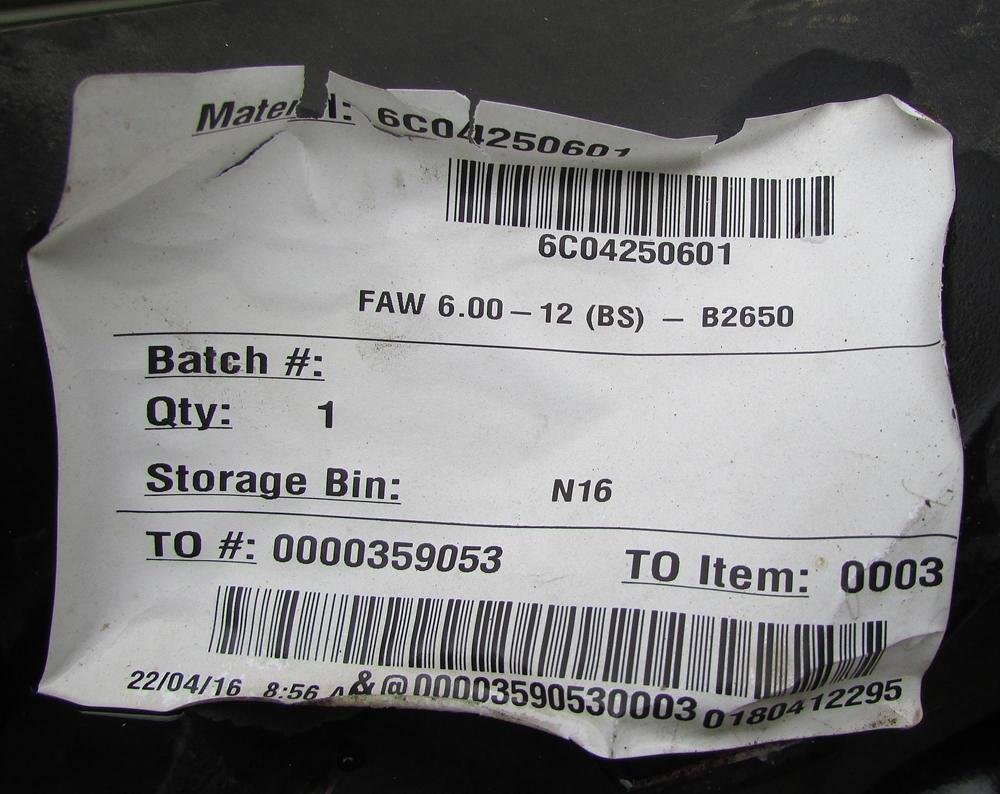 Material: 6C04250601
6C04250601
FAW 6.00 – 12 (BS) – B2650
Batch #:
Qty: 1
Storage Bin: N16
TO #: 0000359053 TO Item: 0003
22/04/16 8:56 A &@00003590530003 0180412295